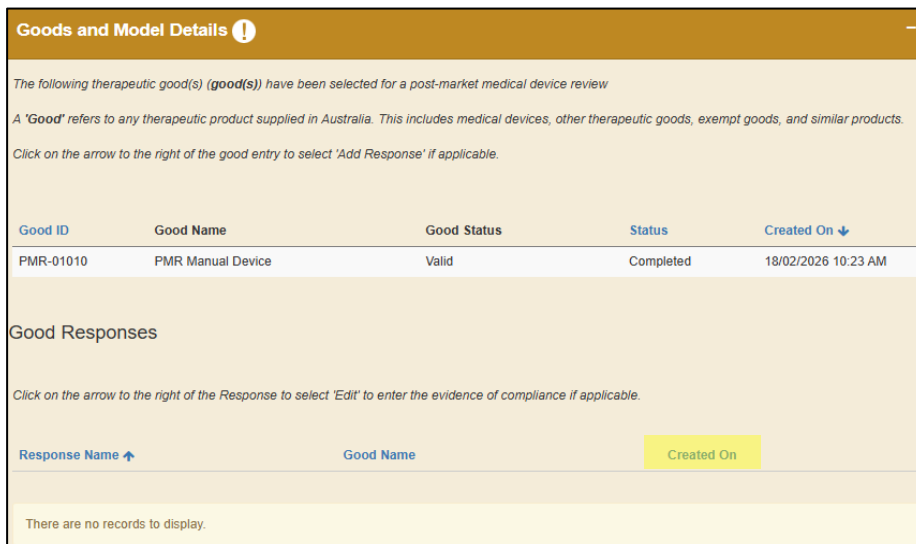 Goods and Model Details !
The following therapeutic good(s) (good(s)) have been selected for a post-market medical device review
A 'Good' refers to any therapeutic product supplied in Australia. This includes medical devices, other therapeutic goods, exempt goods, and similar products.
Click on the arrow to the right of the good entry to select 'Add Response' if applicable.
Good ID Good Name Good Status Status Created On
PMR-01010 PMR Manual Device Valid Completed 18/02/2026 10:23 AM
Good Responses
Click on the arrow to the right of the Response to select 'Edit' to enter the evidence of compliance if applicable.
Response Name Good Name Created On
There are no records to display.